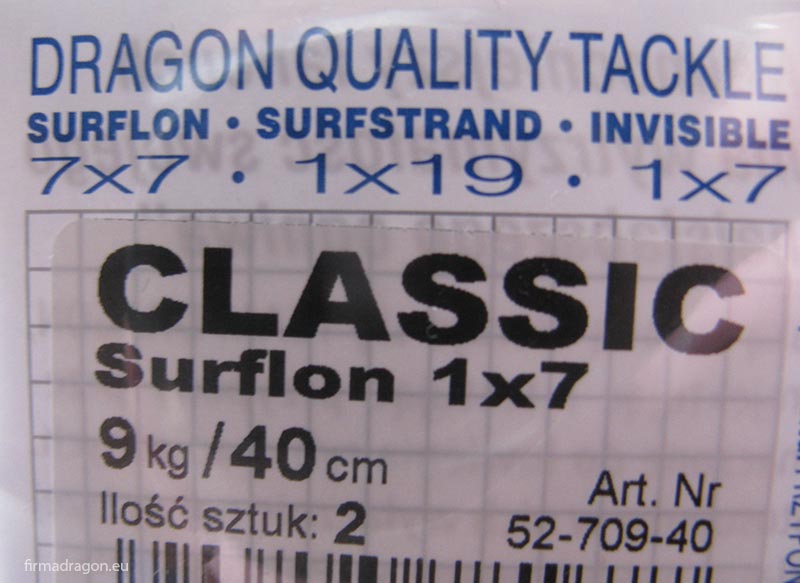 DRAGON QUALITY TACKLE
SURFLON • SURFSTRAND • INVISIBLE
7x7 • 1x19 • 1x7
CLASSIC
Surflon 1x7
9 kg / 40 cm
Art. Nr
Ilość sztuk: 2
52-709-40
firmadragon.eu